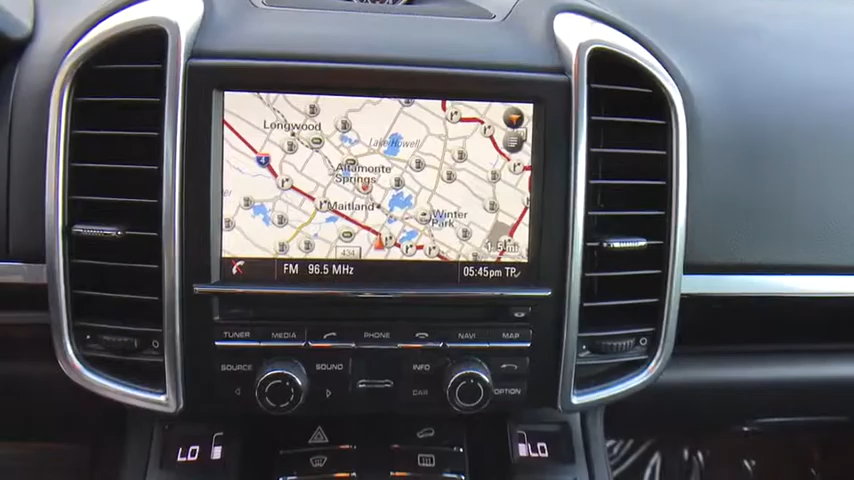 Longwood
Lake Howell
4
Altamonte
Springs
Maitland
Winter
Park
434
1.5 mi
FM 96.5 MHz
05:45pm TP
TUNER MEDIA PHONE NAVI MAP
SOURCE SOUND INFO
CAR OPTION
LO LO